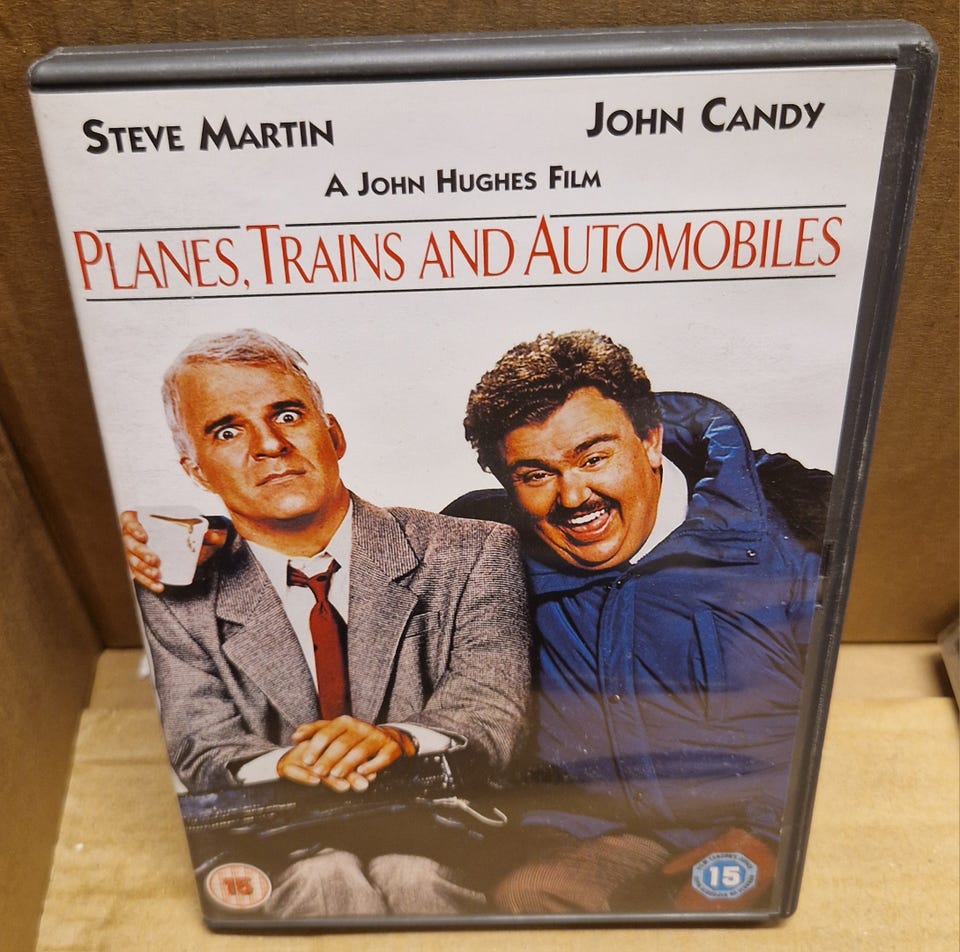 STEVE MARTIN
JOHN CANDY
A JOHN HUGHES FILM
PLANES, TRAINS AND AUTOMOBILES
15
15